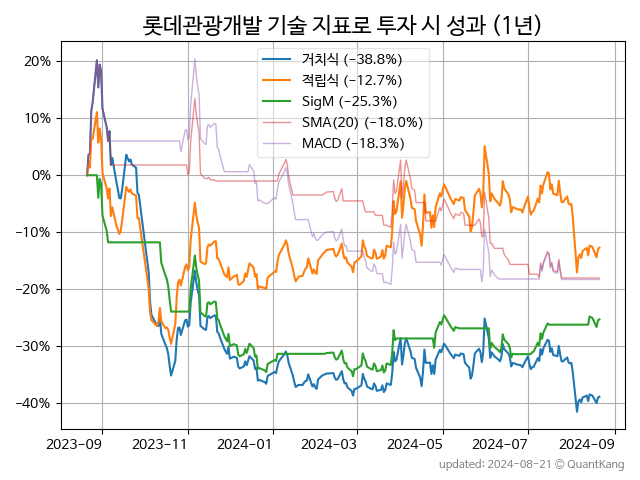 롯데관광개발 기술 지표로 투자 시 성과 (1년)
거치식 (−38.8%)
적립식 (−12.7%)
SigM (−25.3%)
SMA(20) (−18.0%)
MACD (−18.3%)
20%
10%
0%
−10%
−20%
−30%
−40%
2023-09 2023-11 2024-01 2024-03 2024-05 2024-07 2024-09
updated: 2024-08-21 © QuantKang